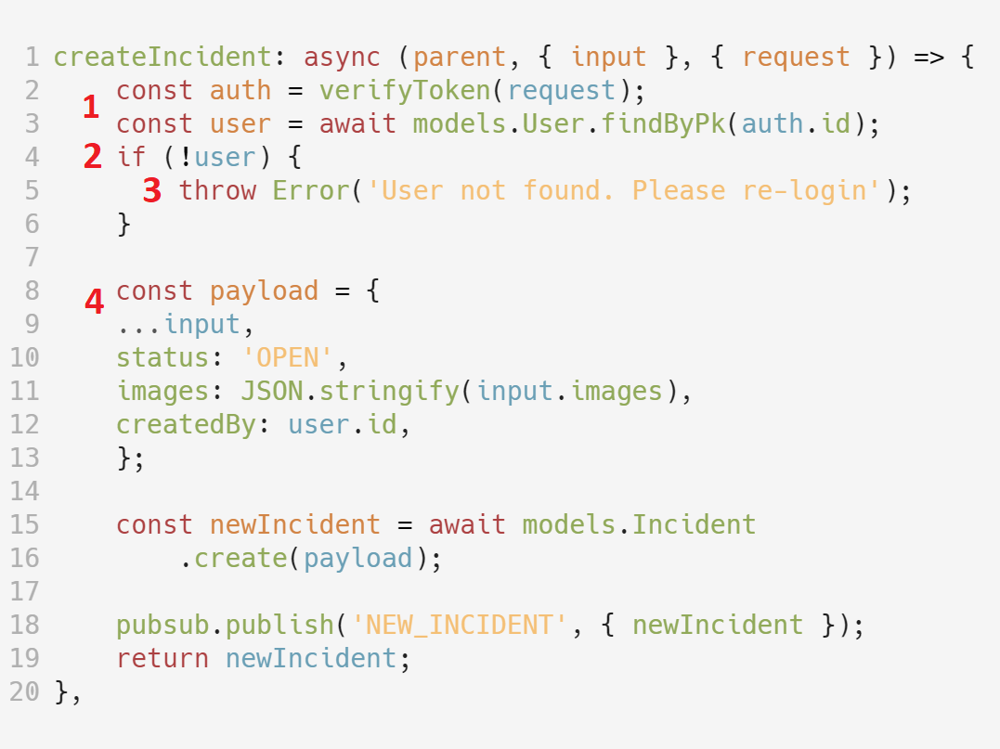 1 createIncident: async (parent, { input }, { request }) => {
2 const auth = verifyToken(request);
1
3 const user = await models.User.findByPk(auth.id);
4 2 if (!user) {
5 3 throw Error('User not found. Please re-login');
6 }
7
8 const payload = {
4
9 ...input,
10 status: 'OPEN',
11 images: JSON.stringify(input.images),
12 createdBy: user.id,
13 };
14
15 const newIncident = await models.Incident
16 .create(payload);
17
18 pubsub.publish('NEW_INCIDENT', { newIncident });
19 return newIncident;
20 },